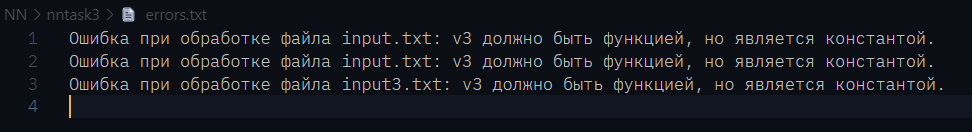 NN > nntask3 > errors.txt
1 Ошибка при обработке файла input.txt: v3 должно быть функцией, но является константой.
2 Ошибка при обработке файла input.txt: v3 должно быть функцией, но является константой.
3 Ошибка при обработке файла input3.txt: v3 должно быть функцией, но является константой.
4